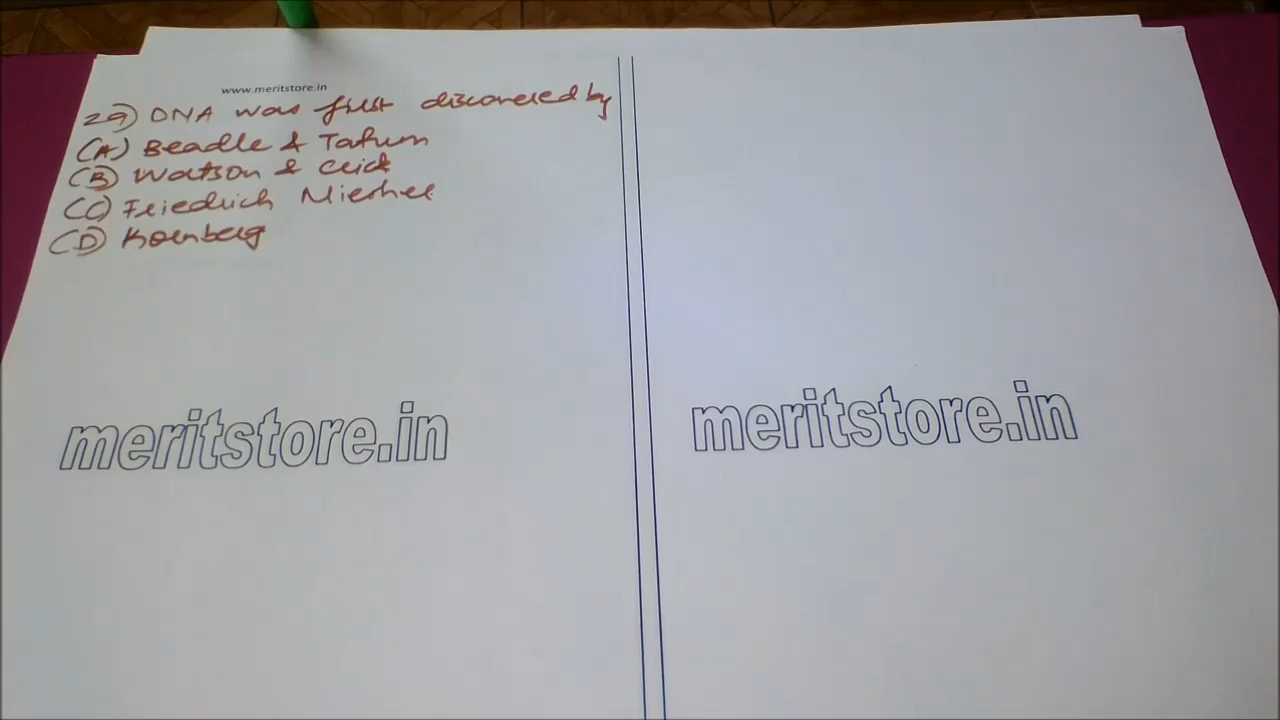 www.meritstore.in
29) DNA was first discovered by
(A) Beadle & Tatum
(B) Watson & Crick
(C) Friedrich Miesher
(D) Kornberg
meritstore.in
meritstore.in